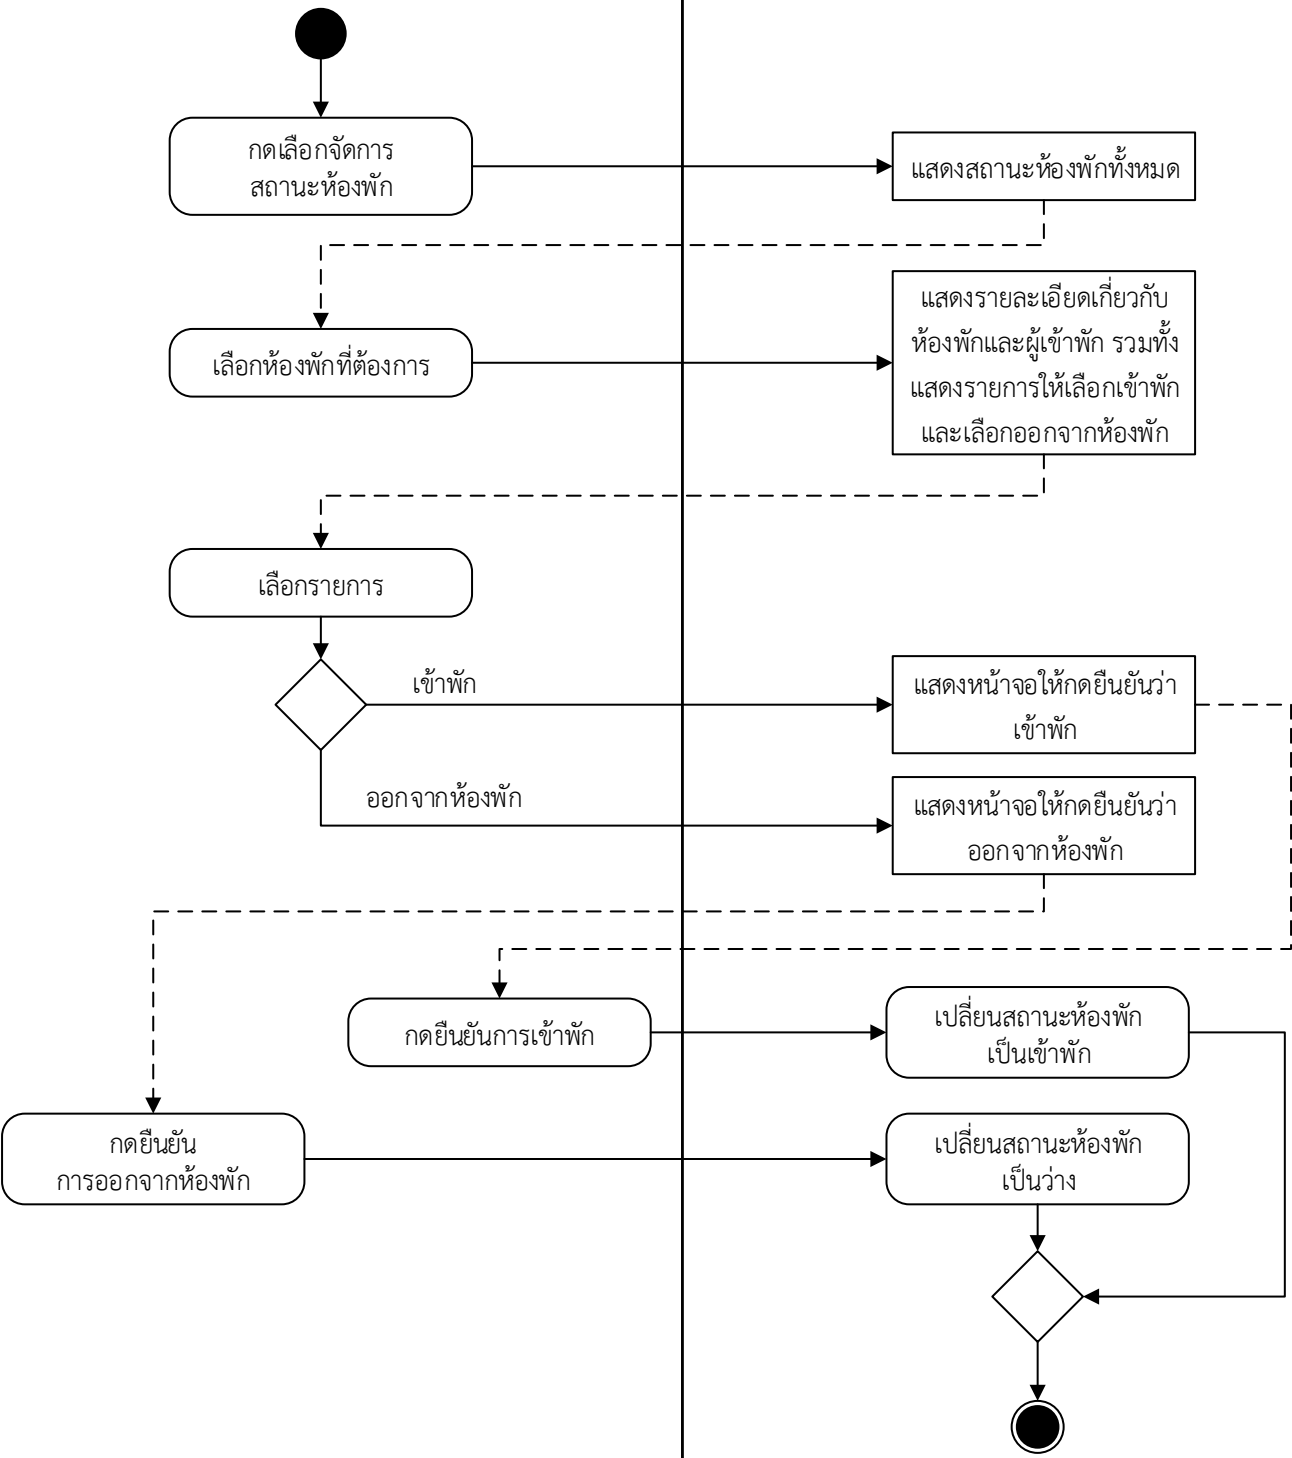 กดเลือกจัดการ
สถานะห้องพัก
แสดงสถานะห้องพักทั้งหมด
เลือกห้องพักที่ต้องการ
แสดงรายละเอียดเกี่ยวกับ
ห้องพักและผู้เข้าพัก รวมทั้ง
แสดงรายการให้เลือกเข้าพัก
และเลือกออกจากห้องพัก
เลือกรายการ
เข้าพัก
แสดงหน้าจอให้กดยืนยันว่า
เข้าพัก
ออกจากห้องพัก
แสดงหน้าจอให้กดยืนยันว่า
ออกจากห้องพัก
กดยืนยันการเข้าพัก
เปลี่ยนสถานะห้องพัก
เป็นเข้าพัก
กดยืนยัน
การออกจากห้องพัก
เปลี่ยนสถานะห้องพัก
เป็นว่าง